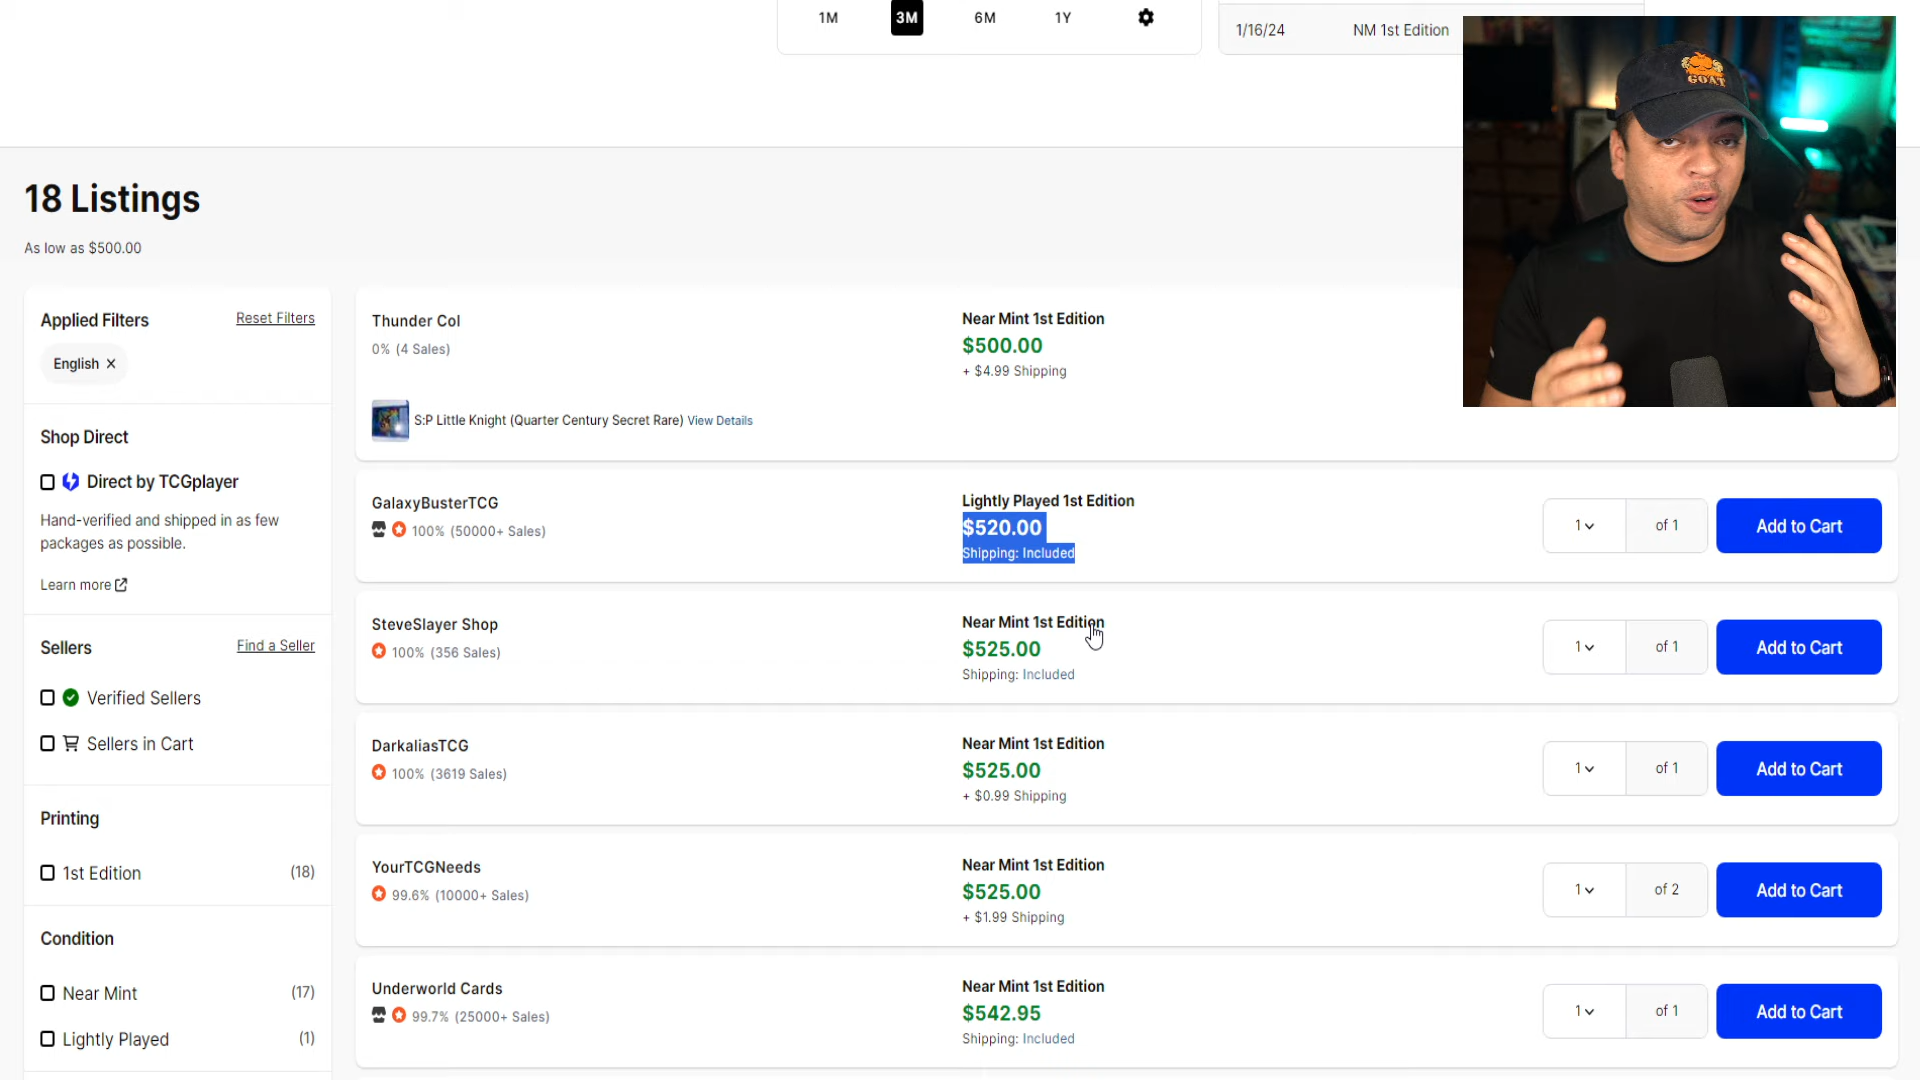 1M 3M 6M 1Y
1/16/24 NM 1st Edition
GOAT
18 Listings
As low as $500.00
Applied Filters Reset Filters
English
Shop Direct
Direct by TCGplayer
Hand-verified and shipped in as few
packages as possible.
Learn more
Sellers Find a Seller
Verified Sellers
Sellers in Cart
Printing
1st Edition (18)
Condition
Near Mint (17)
Lightly Played (1)
Thunder Col
0% (4 Sales)
Near Mint 1st Edition
$500.00
+ $4.99 Shipping
S:P Little Knight (Quarter Century Secret Rare) View Details
GalaxyBusterTCG
100% (50000+ Sales)
Lightly Played 1st Edition
$520.00
Shipping: Included
1 of 1 Add to Cart
SteveSlayer Shop
100% (356 Sales)
Near Mint 1st Edition
$525.00
Shipping: Included
1 of 1 Add to Cart
DarkaliasTCG
100% (3619 Sales)
Near Mint 1st Edition
$525.00
+ $0.99 Shipping
1 of 1 Add to Cart
YourTCGNeeds
99.6% (10000+ Sales)
Near Mint 1st Edition
$525.00
+ $1.99 Shipping
1 of 2 Add to Cart
Underworld Cards
99.7% (25000+ Sales)
Near Mint 1st Edition
$542.95
Shipping: Included
1 of 1 Add to Cart